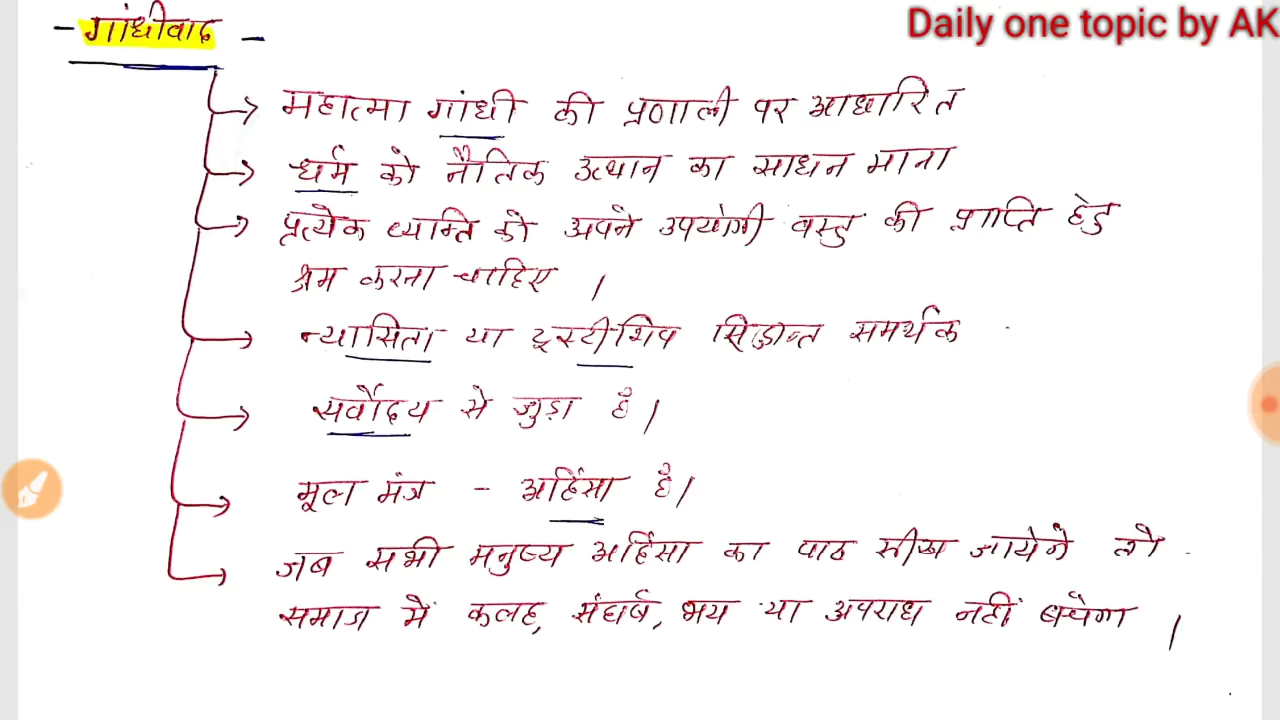 Daily one topic by AK
- गांधीवाद -
महात्मा गांधी की प्रणाली पर आधारित
धर्म को नैतिक उत्थान का साधन माना
प्रत्येक व्यक्ति को अपने उपयोगी वस्तु की प्राप्ति हेतु
श्रम करना चाहिए ।
न्यासिता या ट्रस्टीशिप सिद्धान्त समर्थक
सर्वोदय से जुड़ा है ।
मूल मंत्र - अहिंसा है ।
जब सभी मनुष्य अहिंसा का पाठ सीख जायेगे तो
समाज में कलह, संघर्ष, भय या अपराध नहीं बचेगा ।